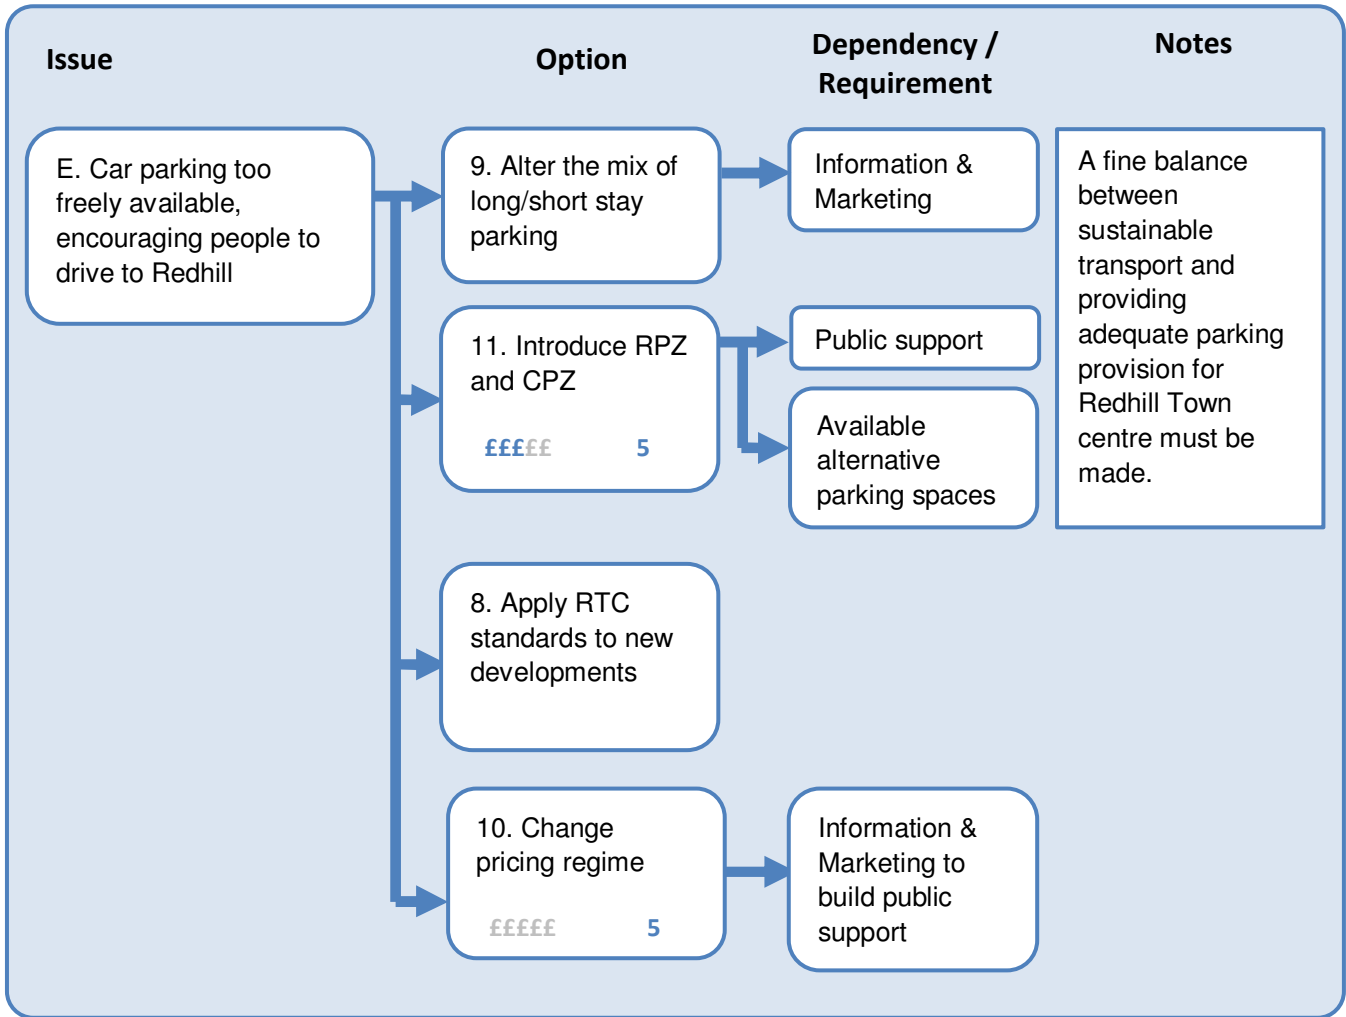 Issue
Option
Dependency /
Requirement
Notes
E. Car parking too
freely available,
encouraging people to
drive to Redhill
9. Alter the mix of
long/short stay
parking
Information &
Marketing
A fine balance
between
sustainable
transport and
providing
adequate parking
provision for
Redhill Town
centre must be
made.
11. Introduce RPZ
and CPZ
£££££ 5
Public support
Available
alternative
parking spaces
8. Apply RTC
standards to new
developments
10. Change
pricing regime
£££££ 5
Information &
Marketing to
build public
support